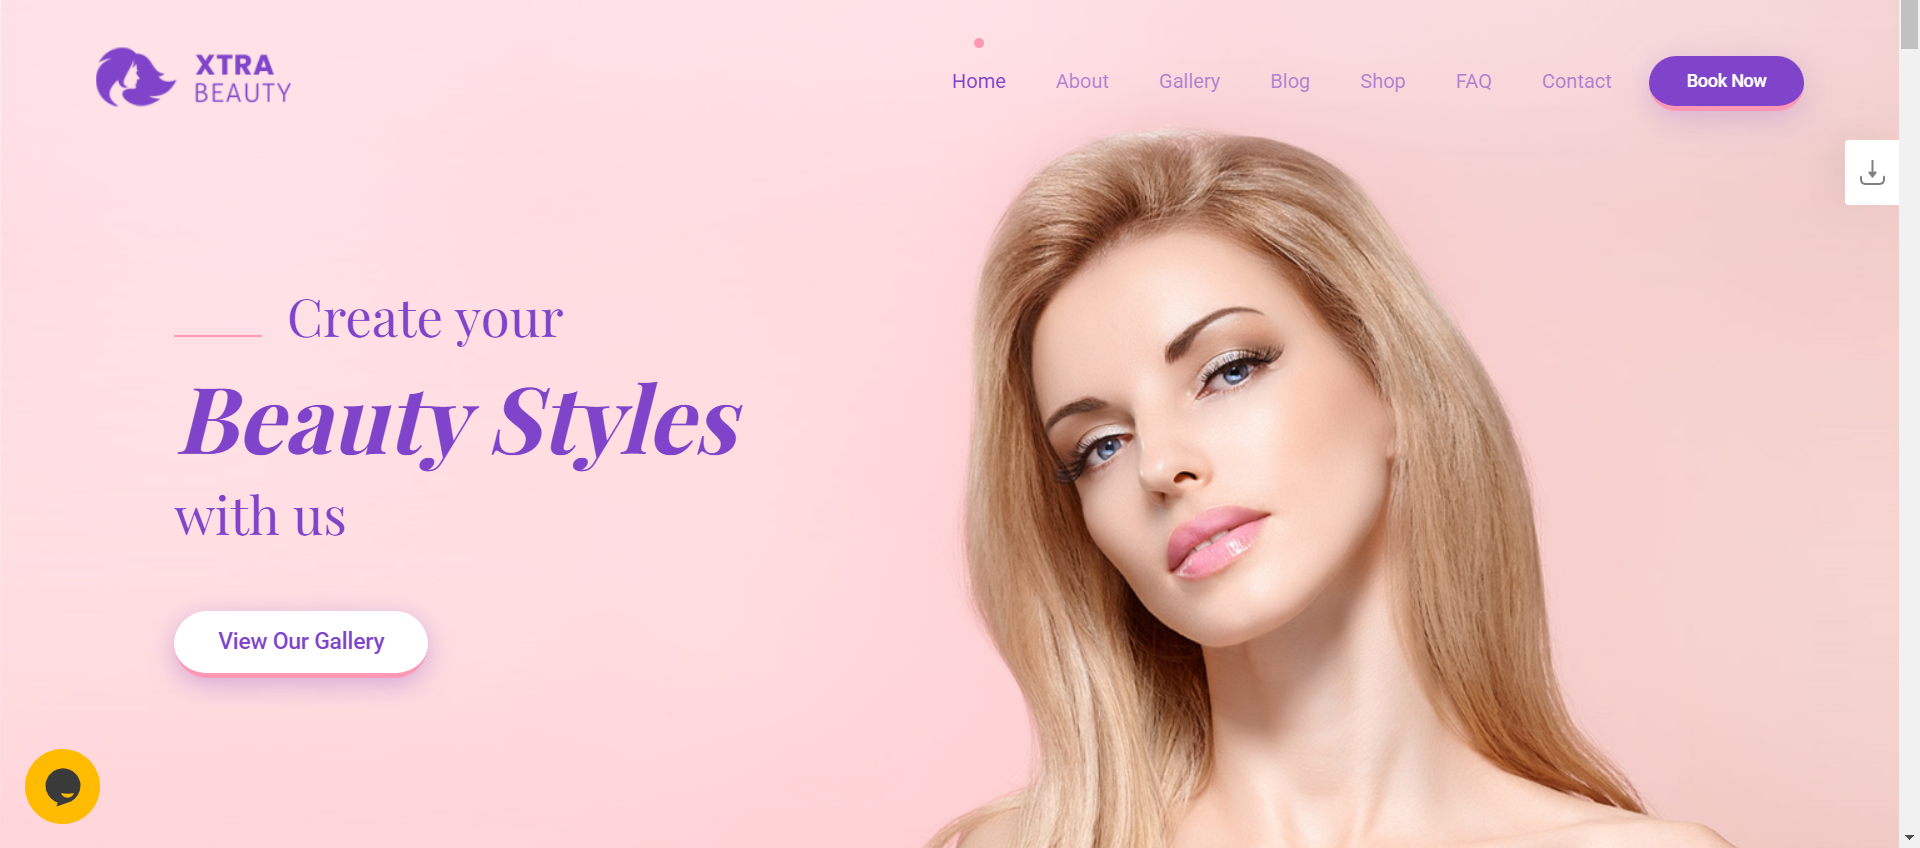 XTRA
BEAUTY
Home About Gallery Blog Shop FAQ Contact Book Now
Create your
Beauty Styles
with us
View Our Gallery